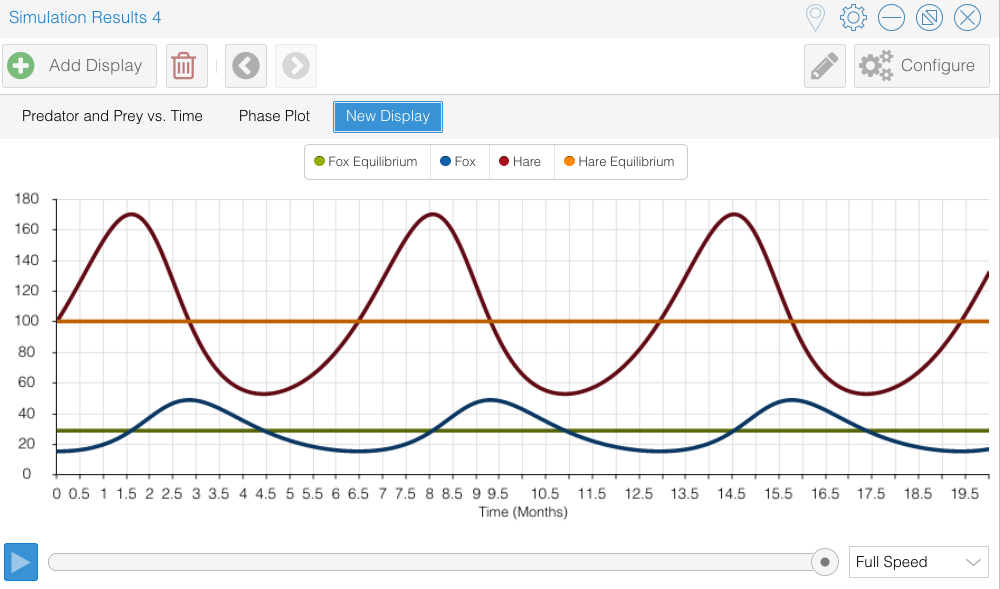 Simulation Results 4
Add Display
Configure
Predator and Prey vs. Time Phase Plot New Display
Fox Equilibrium Fox Hare Hare Equilibrium
180
160
140
120
100
80
60
40
20
0
0 0.5 1 1.5 2 2.5 3 3.5 4 4.5 5 5.5 6 6.5 7 7.5 8 8.5 9 9.5 10.5 11.5 12.5 13.5 14.5 15.5 16.5 17.5 18.5 19.5
Time (Months)
Full Speed